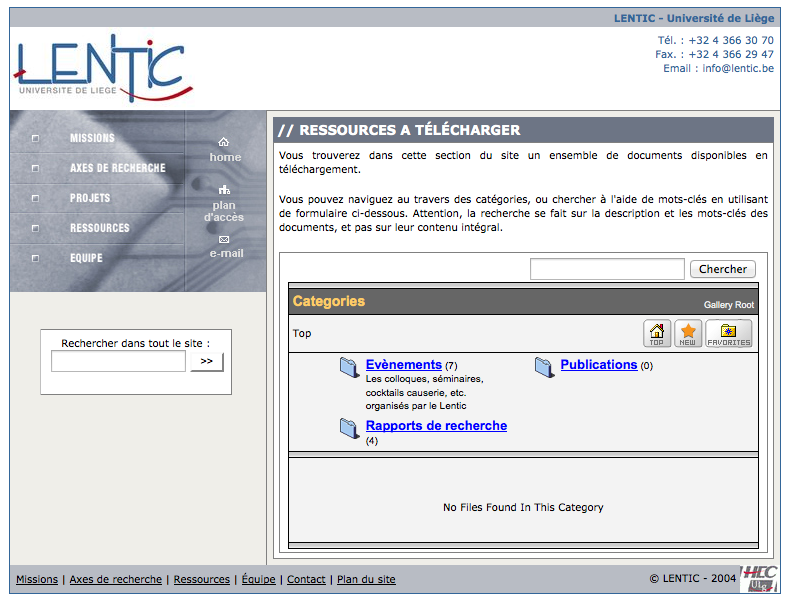 LENTIC - Université de Liège
LENTIC
UNIVERSITE DE LIEGE
Tél. : +32 4 366 30 70
Fax. : +32 4 366 29 47
Email : info@lentic.be
MISSIONS
AXES DE RECHERCHE
PROJETS
RESSOURCES
EQUIPE
home
plan
d'accès
e-mail
Rechercher dans tout le site :
>>
// RESSOURCES A TÉLÉCHARGER
Vous trouverez dans cette section du site un ensemble de documents disponibles en
téléchargement.
Vous pouvez naviguez au travers des catégories, ou chercher à l'aide de mots-clés en utilisant
de formulaire ci-dessous. Attention, la recherche se fait sur la description et les mots-clés des
documents, et pas sur leur contenu intégral.
Chercher
Categories
Gallery Root
Top
TOP
NEW
FAVORITES
Evènements (7)
Les colloques, séminaires,
cocktails causerie, etc.
organisés par le Lentic
Publications (0)
Rapports de recherche
(4)
No Files Found In This Category
Missions | Axes de recherche | Ressources | Équipe | Contact | Plan du site
© LENTIC - 2004
HEC
ULg